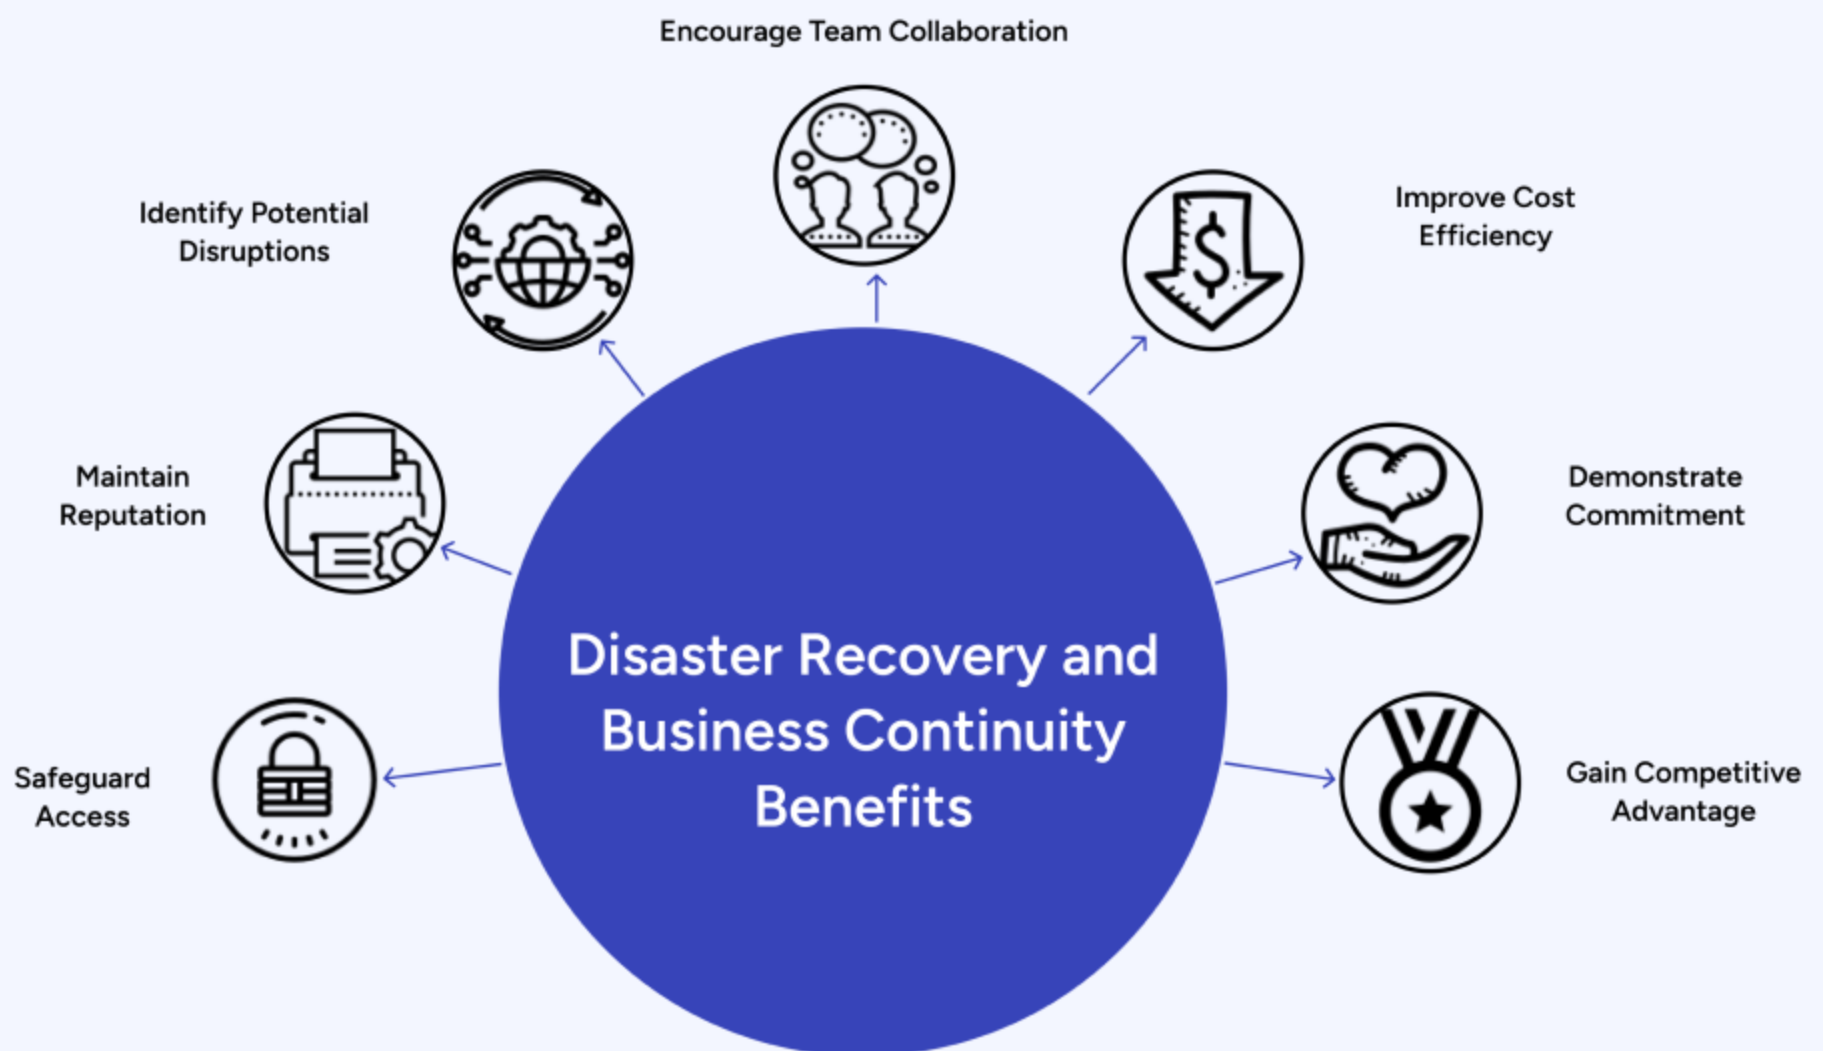 Encourage Team Collaboration
Identify Potential
Disruptions
Improve Cost
Efficiency
Maintain
Reputation
Demonstrate
Commitment
Disaster Recovery and
Business Continuity
Benefits
Safeguard
Access
Gain Competitive
Advantage